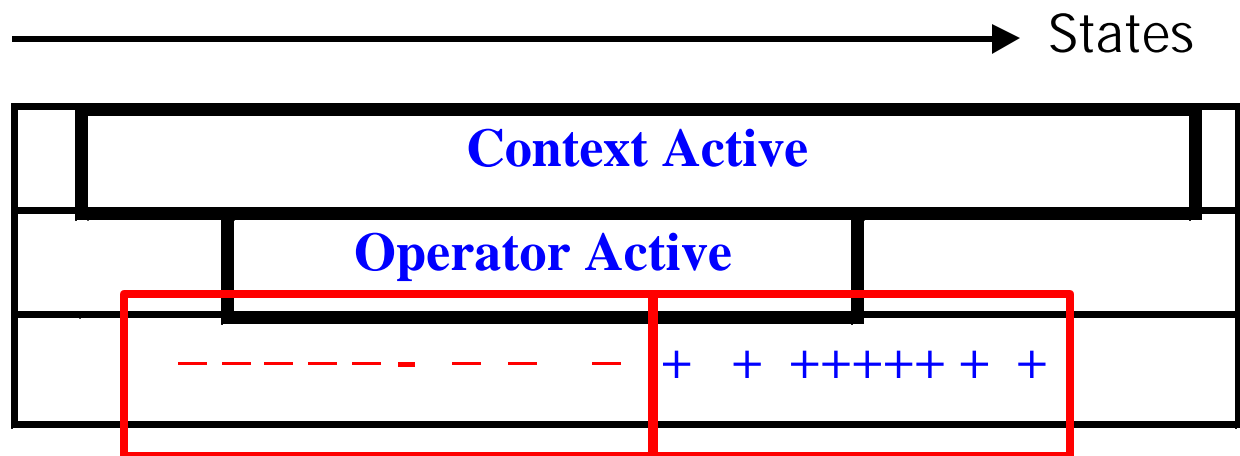 States
Context Active
Operator Active
— — — — — - — — — + + +++++ + +